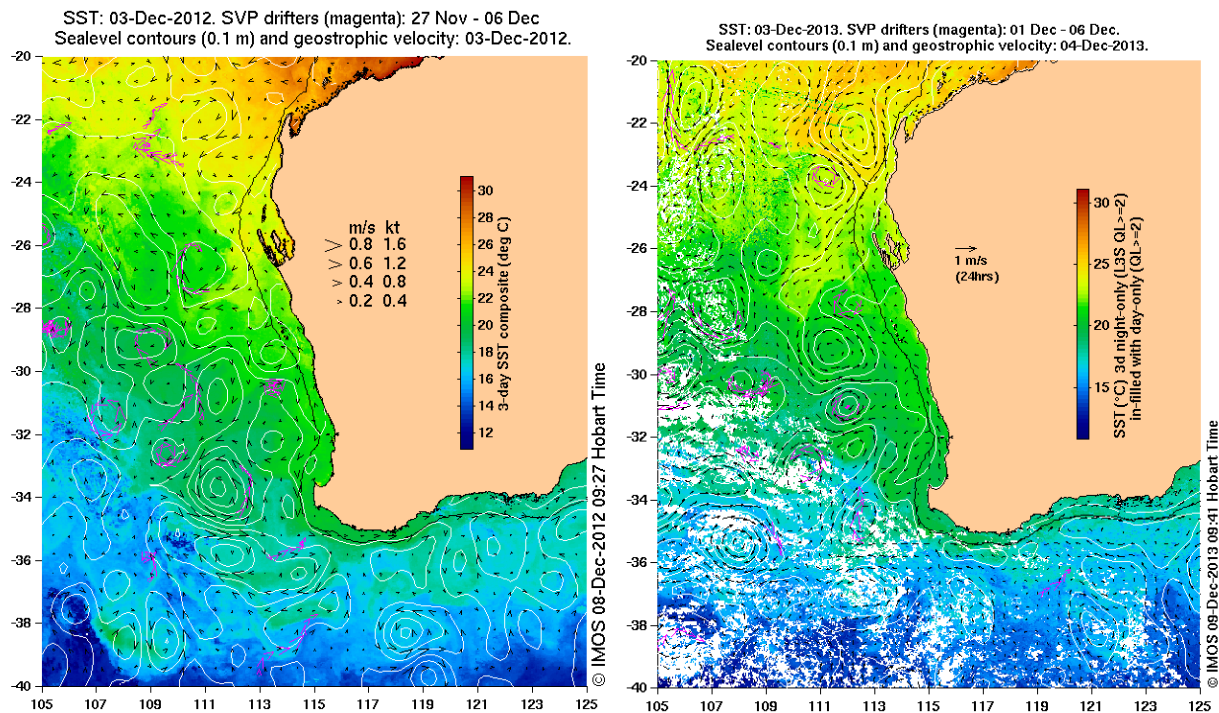 SST: 03-Dec-2012. SVP drifters (magenta): 27 Nov - 06 Dec
Sealevel contours (0.1 m) and geostrophic velocity: 03-Dec-2012.
-20
-22
-24
-26
-28
-30
-32
-34
-36
-38
-40
105 107 109 111 113 115 117 119 121 123 125
m/s kt
> 0.8 1.6
> 0.6 1.2
> 0.4 0.8
> 0.2 0.4
30
28
26
24
22
20
18
16
14
12
3-day SST composite (deg C)
© IMOS 08-Dec-2012 09:27 Hobart Time
SST: 03-Dec-2013. SVP drifters (magenta): 01 Dec - 06 Dec.
Sealevel contours (0.1 m) and geostrophic velocity: 04-Dec-2013.
-20
-22
-24
-26
-28
-30
-32
-34
-36
-38
-40
105 107 109 111 113 115 117 119 121 123 125
1 m/s
(24hrs)
30
25
20
15
SST (°C) 3d night-only (L3S QL>=2)
in-filled with day-only (QL>=2)
© IMOS 09-Dec-2013 09:41 Hobart Time